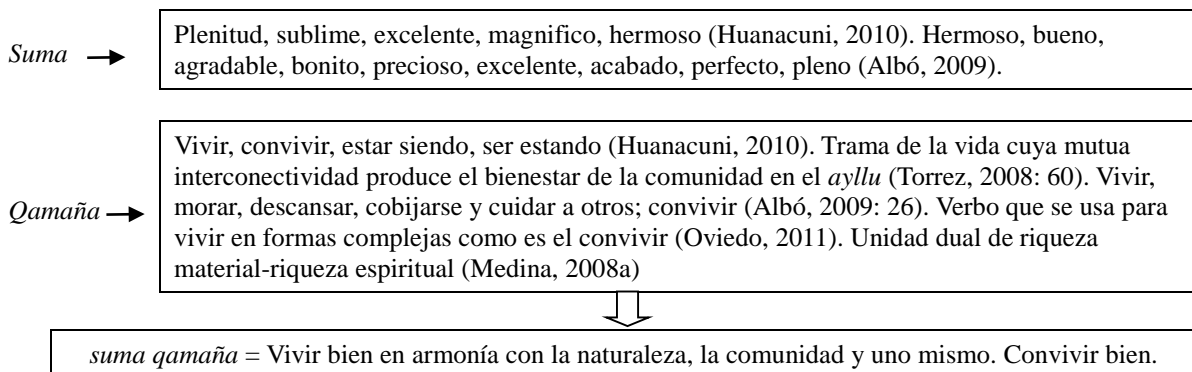 Suma
Plenitud, sublime, excelente, magnifico, hermoso (Huanacuni, 2010). Hermoso, bueno,
agradable, bonito, precioso, excelente, acabado, perfecto, pleno (Albó, 2009).
Qamaña
Vivir, convivir, estar siendo, ser estando (Huanacuni, 2010). Trama de la vida cuya mutua
interconectividad produce el bienestar de la comunidad en el ayllu (Torrez, 2008: 60). Vivir,
morar, descansar, cobijarse y cuidar a otros; convivir (Albó, 2009: 26). Verbo que se usa para
vivir en formas complejas como es el convivir (Oviedo, 2011). Unidad dual de riqueza
material-riqueza espiritual (Medina, 2008a)
suma qamaña = Vivir bien en armonía con la naturaleza, la comunidad y uno mismo. Convivir bien.